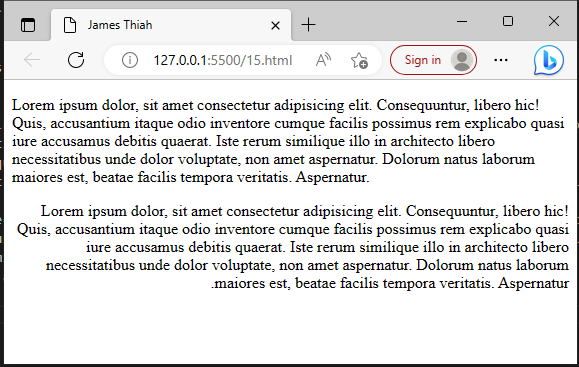 James Thiah
127.0.0.1:5500/15.html
A
Sign in
Lorem ipsum dolor, sit amet consectetur adipisicing elit. Consequuntur, libero hic!
Quis, accusantium itaque odio inventore cumque facilis possimus rem explicabo quasi
iure accusamus debitis quaerat. Iste rerum similique illo in architecto libero
necessitatibus unde dolor voluptate, non amet aspernatur. Dolorum natus laborum
maiores est, beatae facilis tempora veritatis. Aspernatur.
Lorem ipsum dolor, sit amet consectetur adipisicing elit. Consequuntur, libero hic!
Quis, accusantium itaque odio inventore cumque facilis possimus rem explicabo quasi
iure accusamus debitis quaerat. Iste rerum similique illo in architecto libero
necessitatibus unde dolor voluptate, non amet aspernatur. Dolorum natus laborum
.maiores est, beatae facilis tempora veritatis. Aspernatur